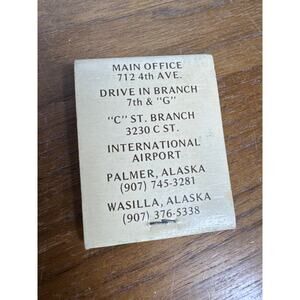 MAIN OFFICE
712 4th AVE.
DRIVE IN BRANCH
7th & "G"
"C" ST. BRANCH
3230 C ST.
INTERNATIONAL
AIRPORT
PALMER, ALASKA
(907) 745-3281
WASILLA, ALASKA
(907) 376-5338